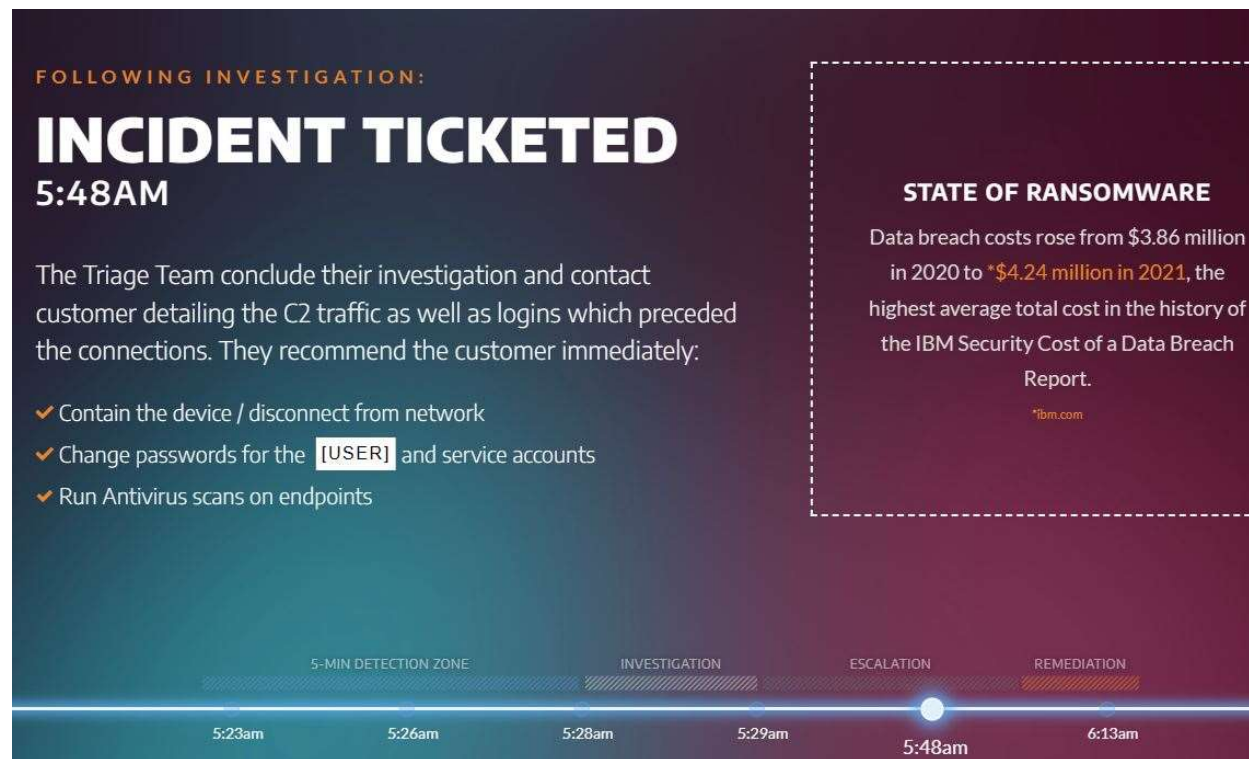 FOLLOWING INVESTIGATION:
INCIDENT TICKETED
5:48AM
The Triage Team conclude their investigation and contact
customer detailing the C2 traffic as well as logins which preceded
the connections. They recommend the customer immediately:
Contain the device / disconnect from network
Change passwords for the [USER] and service accounts
Run Antivirus scans on endpoints
STATE OF RANSOMWARE
Data breach costs rose from $3.86 million
in 2020 to *$4.24 million in 2021, the
highest average total cost in the history of
the IBM Security Cost of a Data Breach
Report.
*ibm.com
5-MIN DETECTION ZONE INVESTIGATION ESCALATION REMEDIATION
5:23am 5:26am 5:28am 5:29am 5:48am 6:13am